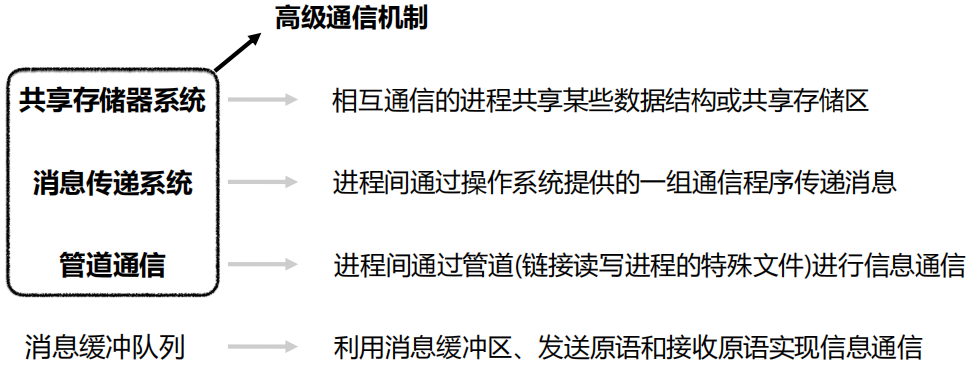 高级通信机制
共享存储器系统
相互通信的进程共享某些数据结构或共享存储区
消息传递系统
进程间通过操作系统提供的一组通信程序传递消息
管道通信
进程间通过管道(链接读写进程的特殊文件)进行信息通信
消息缓冲队列
利用消息缓冲区、发送原语和接收原语实现信息通信